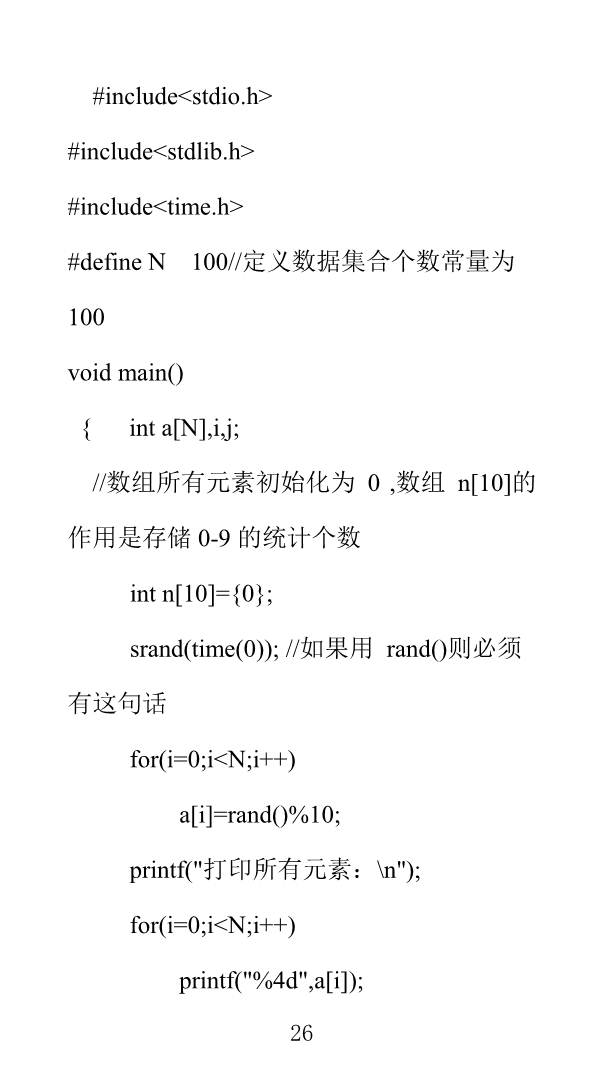 #include<stdio.h>
#include<stdlib.h>
#include<time.h>
#define N    100//定义数据集合个数常量为
100
void main()
{      int a[N],i,j;
//数组所有元素初始化为 0 ,数组 n[10]的
作用是存储 0-9 的统计个数
int n[10]={0};
srand(time(0)); //如果用 rand()则必须
有这句话
for(i=0;i<N;i++)
a[i]=rand()%10;
printf("打印所有元素：\n");
for(i=0;i<N;i++)
printf("%4d",a[i]);
26